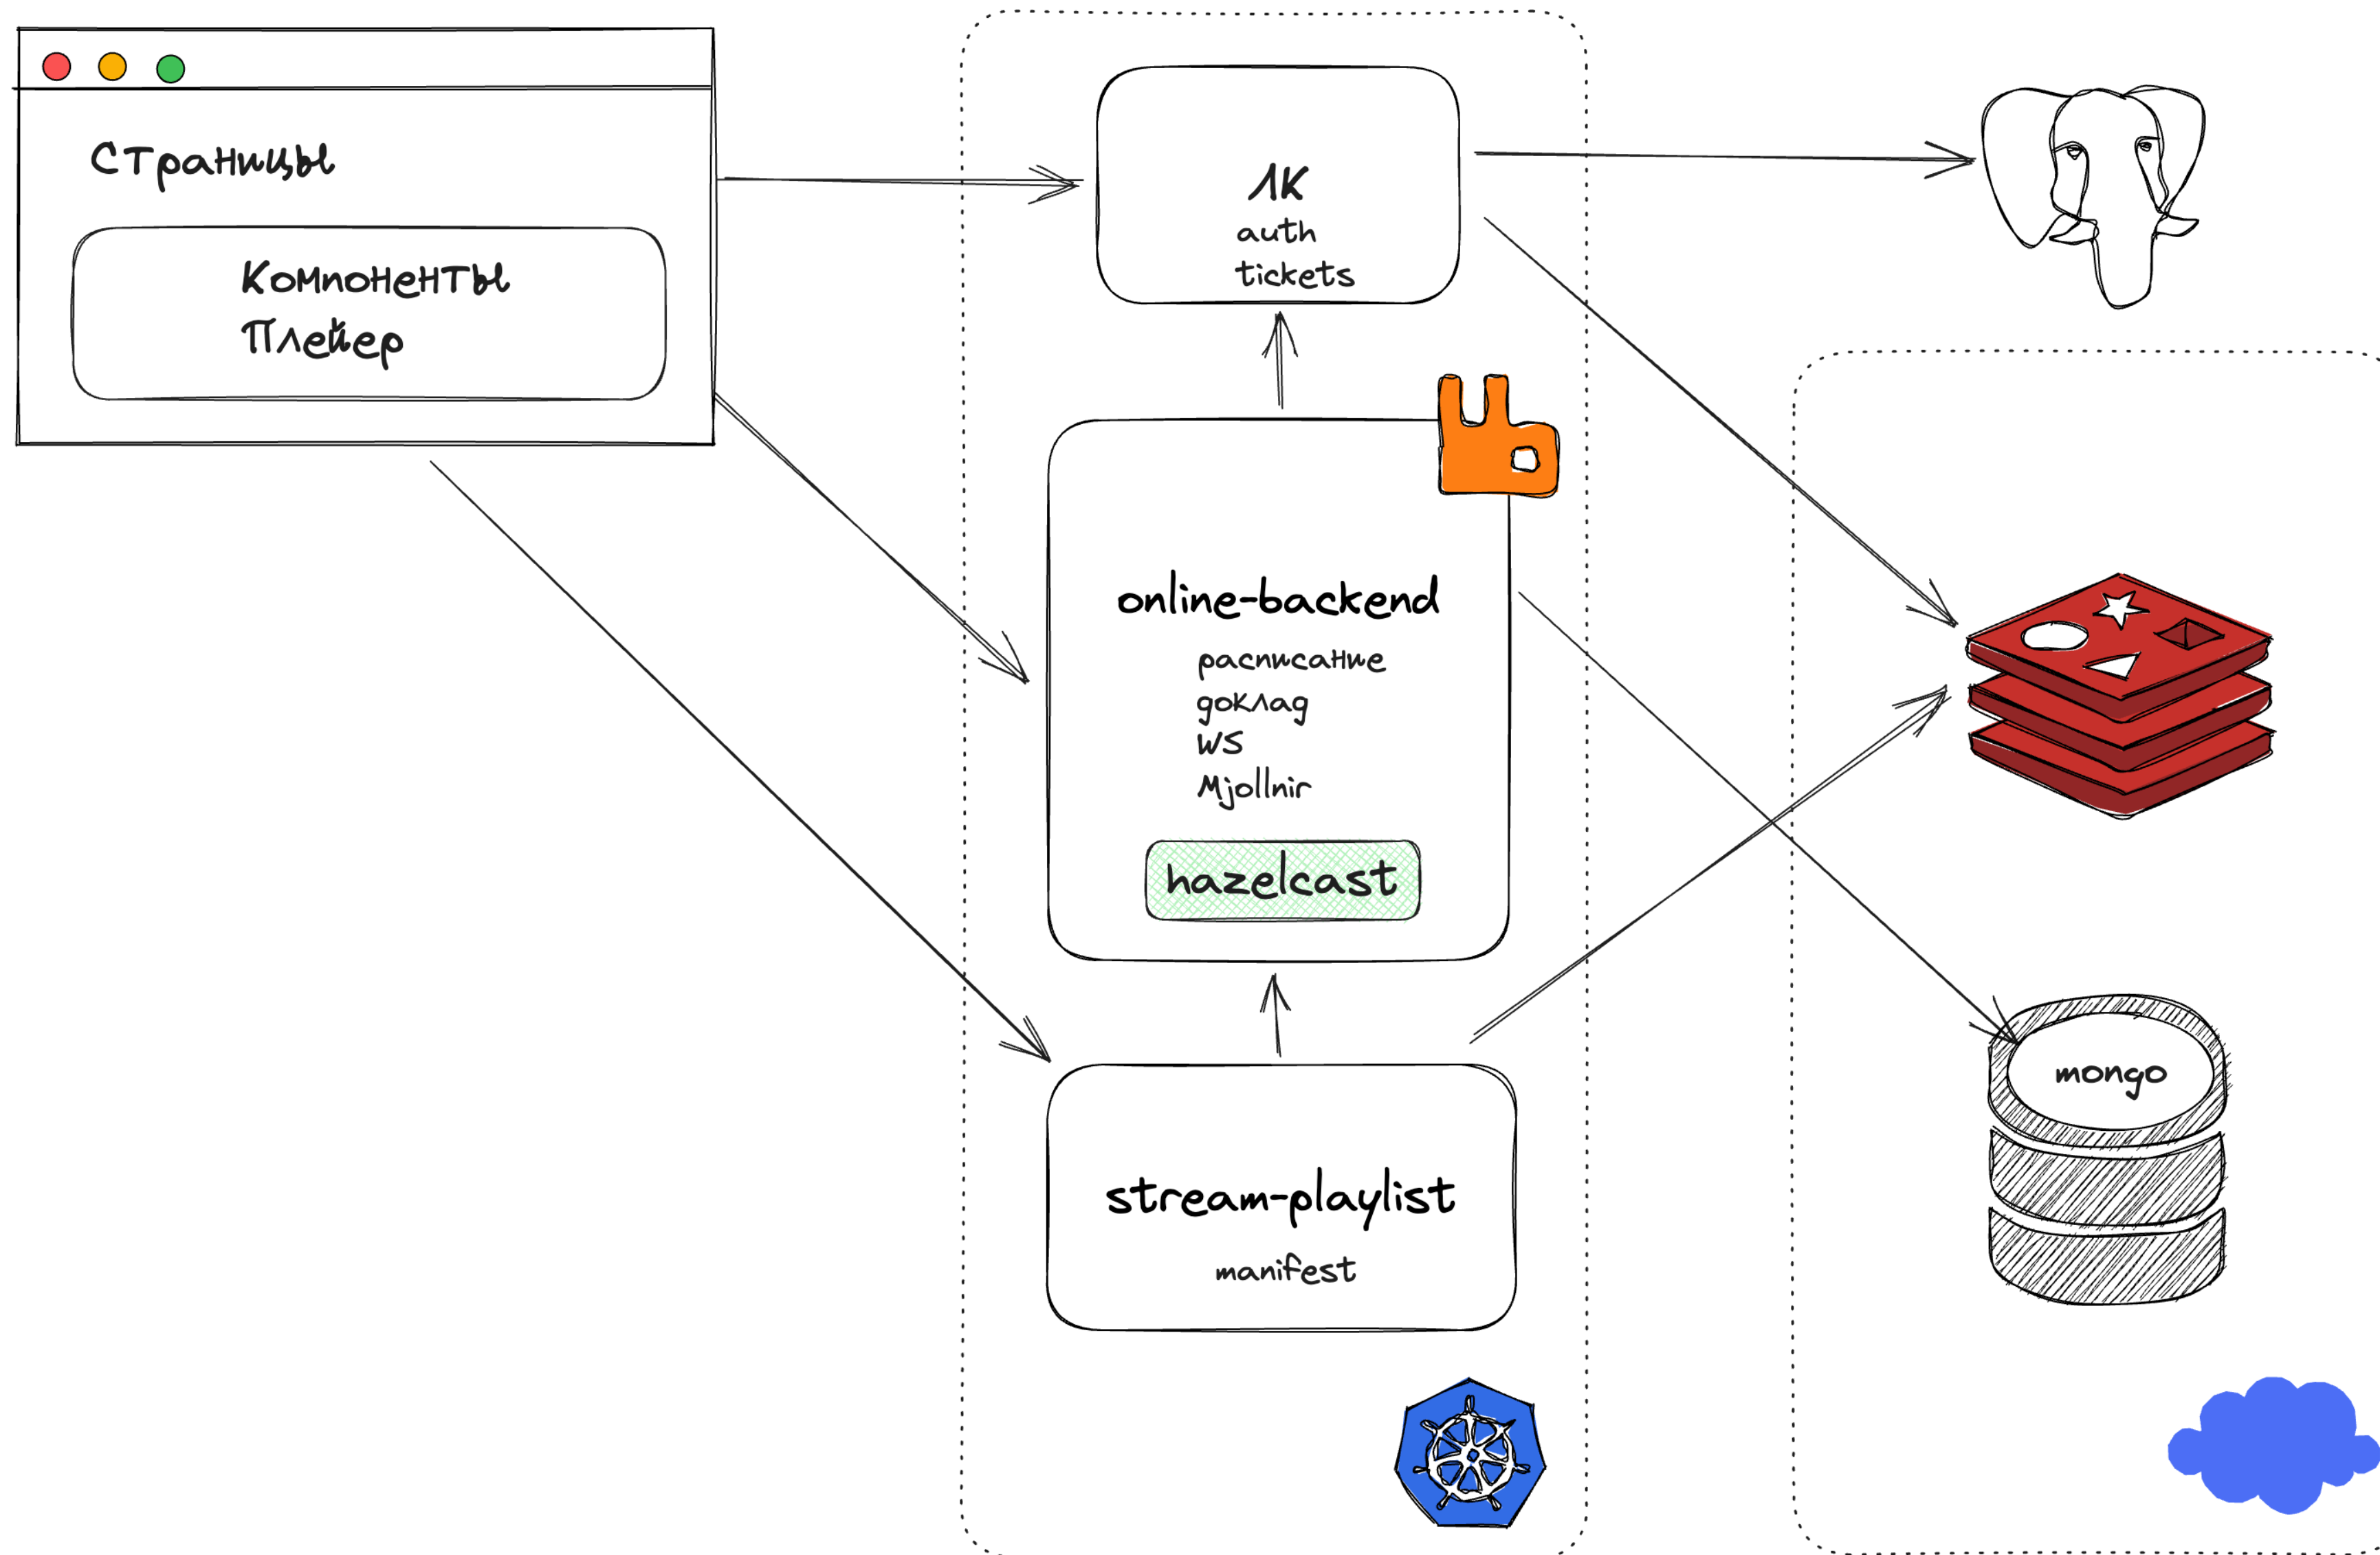 Страницы
Компоненты
Плейер
ЛК
auth
tickets
online-backend
расписание
доклад
WS
Mjollnir
hazelcast
stream-playlist
manifest
mongo